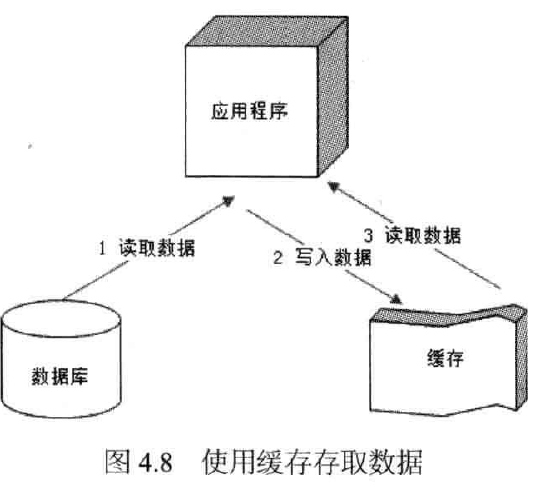 应用程序
1 读取数据
3 读取数据
2 写入数据
数据库
缓存
图 4.8 使用缓存存取数据